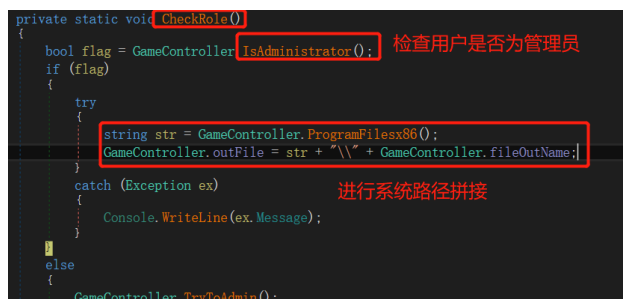 private static void CheckRole()
{
bool flag = GameController.IsAdministrator();
检查用户是否为管理员
if (flag)
{
try
{
string str = GameController.ProgramFilesx86();
GameController.outFile = str + "\\" + GameController.fileOutName;
}
进行系统路径拼接
catch (Exception ex)
{
Console.WriteLine(ex.Message);
}
}
else
{
GameController.TryToAdmin();